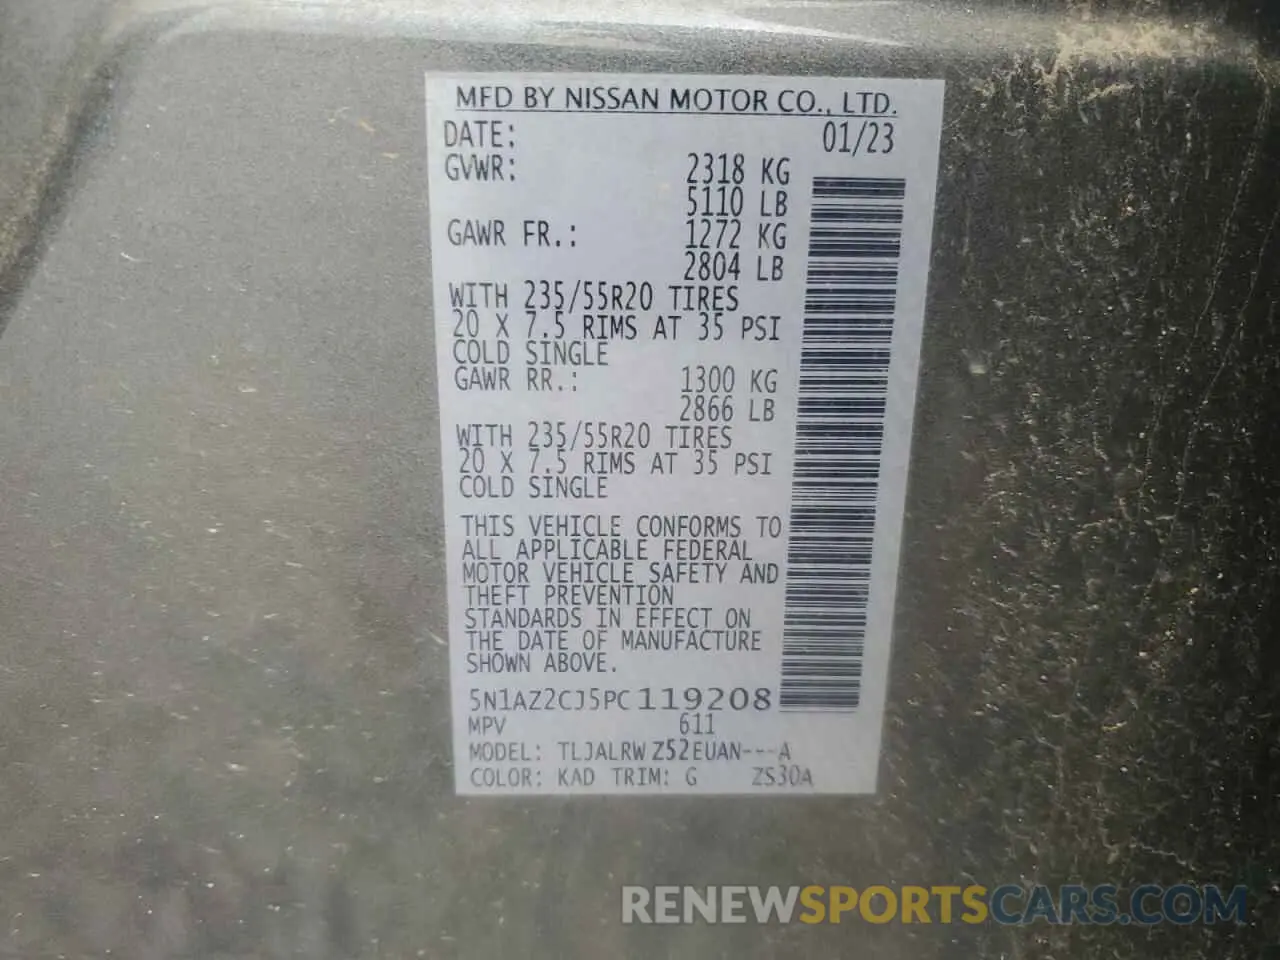 MFD BY NISSAN MOTOR CO., LTD.
DATE: 01/23
GVWR: 2318 KG
5110 LB
GAWR FR.: 1272 KG
2804 LB
WITH 235/55R20 TIRES
20 X 7.5 RIMS AT 35 PSI
COLD SINGLE
GAWR RR.: 1300 KG
2866 LB
WITH 235/55R20 TIRES
20 X 7.5 RIMS AT 35 PSI
COLD SINGLE
THIS VEHICLE CONFORMS TO
ALL APPLICABLE FEDERAL
MOTOR VEHICLE SAFETY AND
THEFT PREVENTION
STANDARDS IN EFFECT ON
THE DATE OF MANUFACTURE
SHOWN ABOVE.
5N1AZ2CJ5PC119208
MPV 611
MODEL: TLJALRW Z52EUAN---A
COLOR: KAD TRIM: G ZS30A
RENEWSPORTSCARS.COM